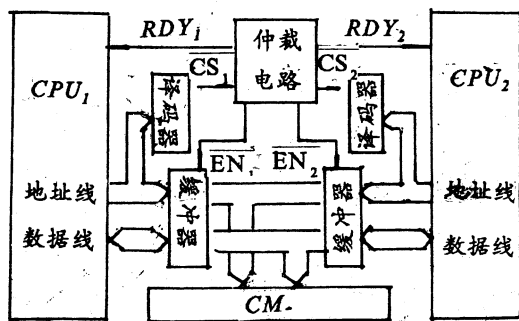 RDY₁
仲裁电路
RDY₂
CS₁
CS₂
CPU₁
译码器
译码器
CPU₂
EN₁
EN₂
地址线
缓冲器
缓冲器
地址线
数据线
数据线
CM